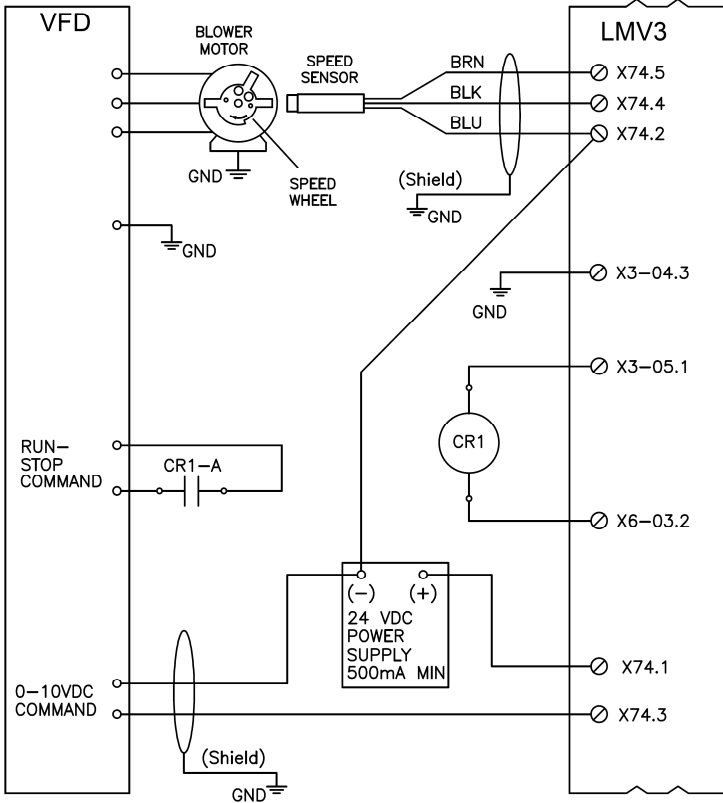 VFD
LMV3
BLOWER
MOTOR
SPEED
SENSOR
BRN
BLK
BLU
X74.5
X74.4
X74.2
GND
SPEED
WHEEL
(Shield)
GND
GND
X3-04.3
GND
X3-05.1
RUN-
STOP
COMMAND
CR1-A
CR1
X6-03.2
(-) (+)
24 VDC
POWER
SUPPLY
500mA MIN
X74.1
0-10VDC
COMMAND
X74.3
(Shield)
GND